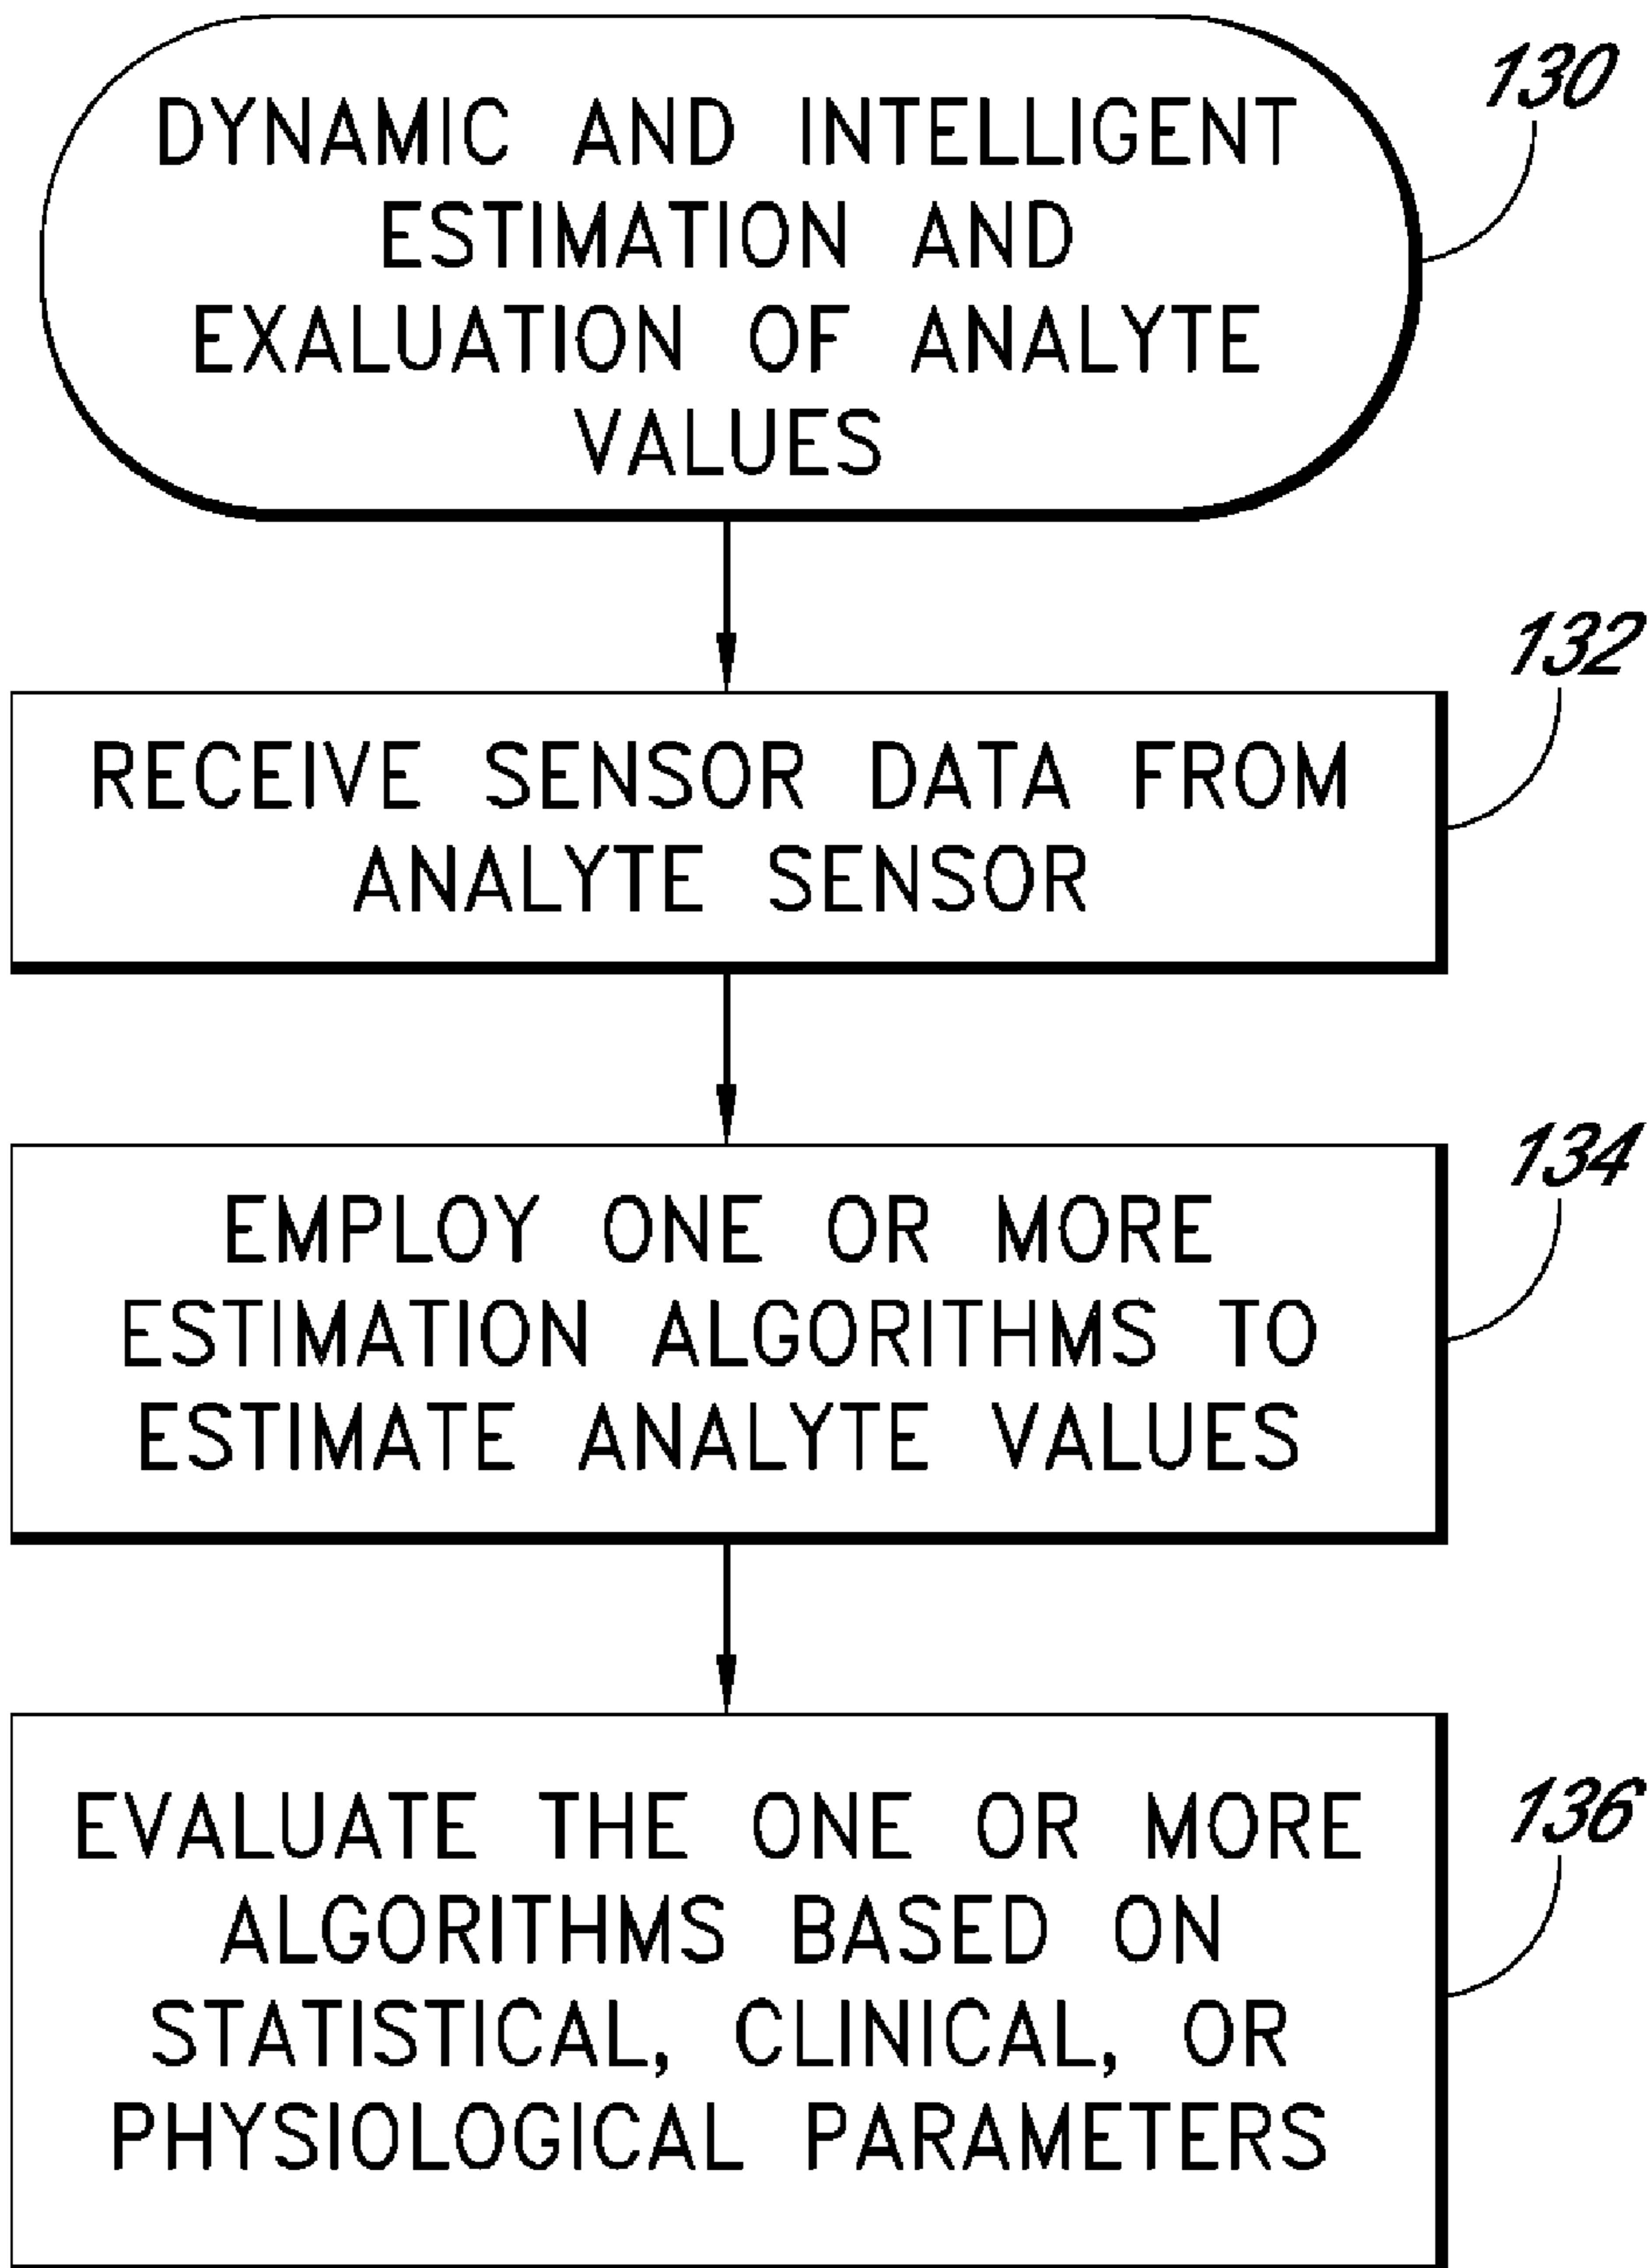 DYNAMIC AND INTELLIGENT
ESTIMATION AND
EXALUATION OF ANALYTE
VALUES
130
RECEIVE SENSOR DATA FROM
ANALYTE SENSOR
132
EMPLOY ONE OR MORE
ESTIMATION ALGORITHMS TO
ESTIMATE ANALYTE VALUES
134
EVALUATE THE ONE OR MORE
ALGORITHMS BASED ON
STATISTICAL, CLINICAL, OR
PHYSIOLOGICAL PARAMETERS
136